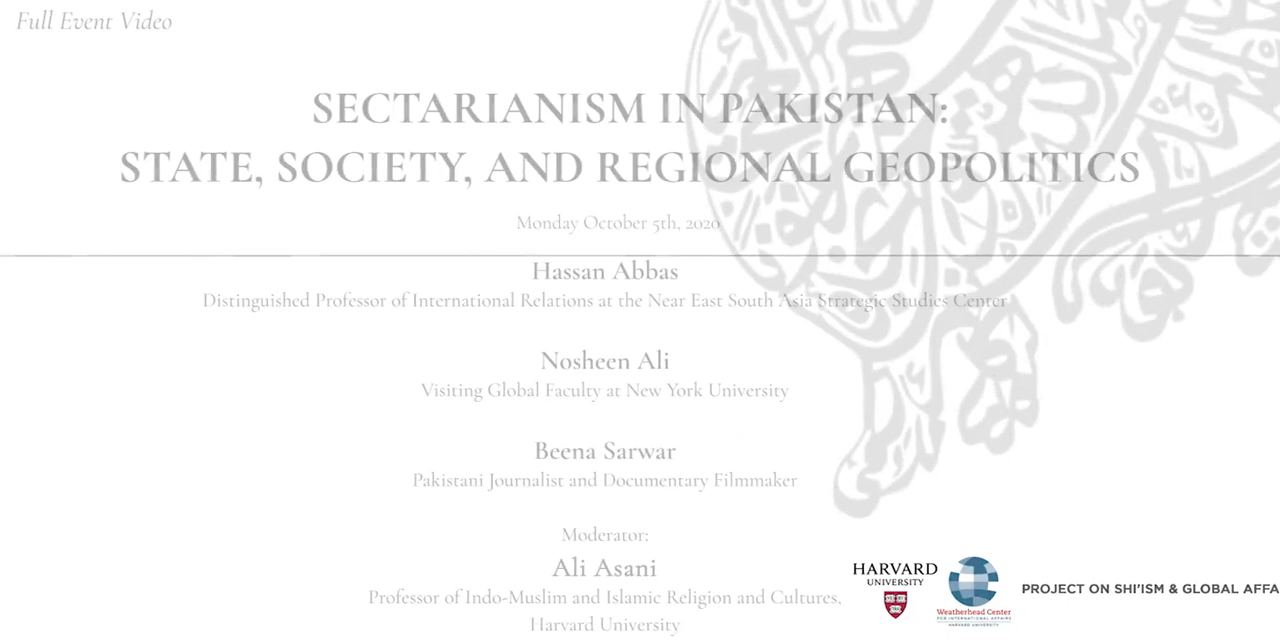 Full Event Video
SECTARIANISM IN PAKISTAN:
STATE, SOCIETY, AND REGIONAL GEOPOLITICS
Monday October 5th, 2020
Hassan Abbas
Distinguished Professor of International Relations at the Near East South Asia Strategic Studies Center
Nosheen Ali
Visiting Global Faculty at New York University
Beena Sarwar
Pakistani Journalist and Documentary Filmmaker
Moderator:
Ali Asani
Professor of Indo-Muslim and Islamic Religion and Cultures,
Harvard University
HARVARD
UNIVERSITY
Weatherhead Center
FOR INTERNATIONAL AFFAIRS
HARVARD UNIVERSITY
PROJECT ON SHI'ISM & GLOBAL AFFA